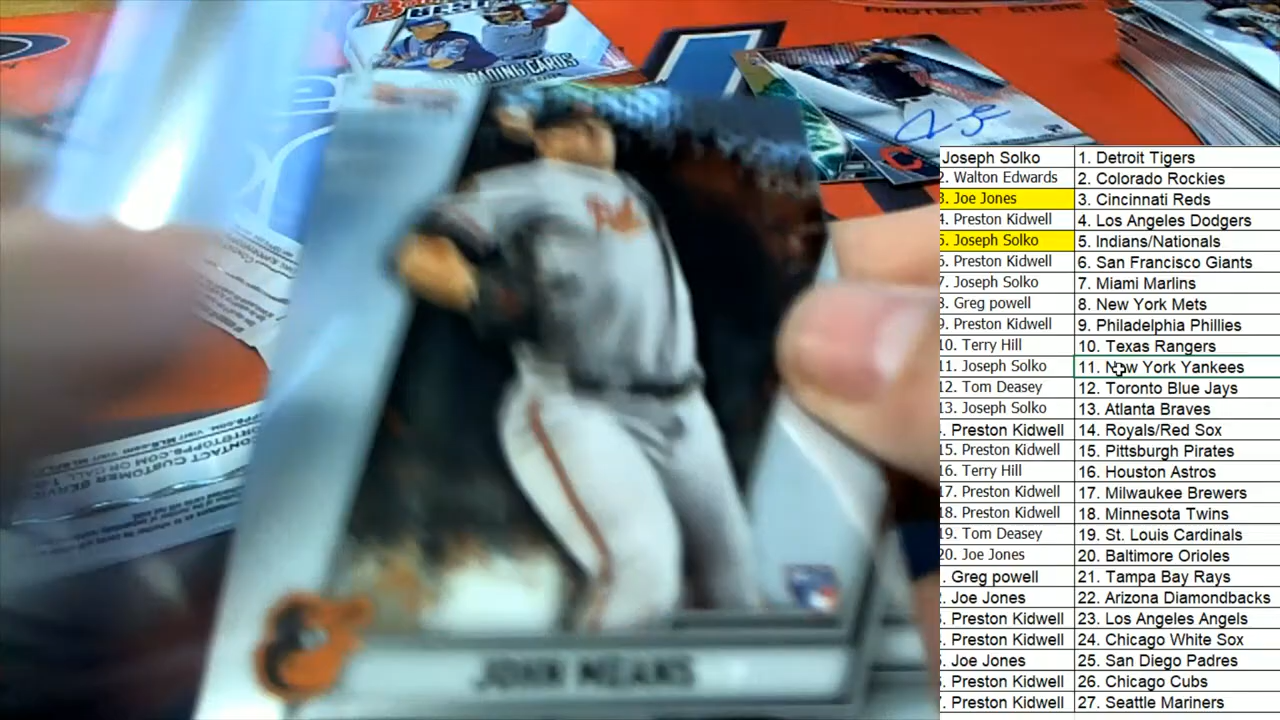 PROTECT STORE
BEST
TRADING CARDS
CONTACT CUSTOMER
JOHN MEANS
Joseph Solko 1. Detroit Tigers
2. Walton Edwards 2. Colorado Rockies
3. Joe Jones 3. Cincinnati Reds
4. Preston Kidwell 4. Los Angeles Dodgers
5. Joseph Solko 5. Indians/Nationals
6. Preston Kidwell 6. San Francisco Giants
7. Joseph Solko 7. Miami Marlins
8. Greg powell 8. New York Mets
9. Preston Kidwell 9. Philadelphia Phillies
10. Terry Hill 10. Texas Rangers
11. Joseph Solko 11. New York Yankees
12. Tom Deasey 12. Toronto Blue Jays
13. Joseph Solko 13. Atlanta Braves
. Preston Kidwell 14. Royals/Red Sox
15. Preston Kidwell 15. Pittsburgh Pirates
16. Terry Hill 16. Houston Astros
17. Preston Kidwell 17. Milwaukee Brewers
18. Preston Kidwell 18. Minnesota Twins
19. Tom Deasey 19. St. Louis Cardinals
20. Joe Jones 20. Baltimore Orioles
. Greg powell 21. Tampa Bay Rays
. Joe Jones 22. Arizona Diamondbacks
. Preston Kidwell 23. Los Angeles Angels
. Preston Kidwell 24. Chicago White Sox
. Joe Jones 25. San Diego Padres
. Preston Kidwell 26. Chicago Cubs
. Preston Kidwell 27. Seattle Mariners